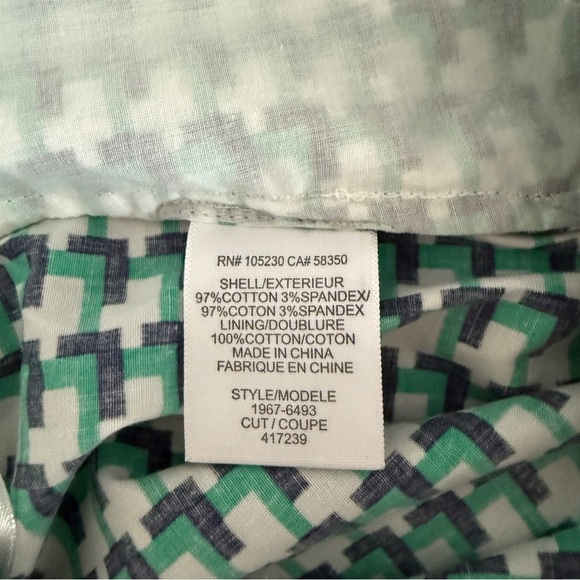 RN# 105230 CA# 58350
SHELL/EXTERIEUR
97%COTTON 3%SPANDEX/
97%COTON 3%SPANDEX
LINING/DOUBLURE
100%COTTON/COTON
MADE IN CHINA
FABRIQUE EN CHINE
STYLE/MODELE
1967-6493
CUT / COUPE
417239